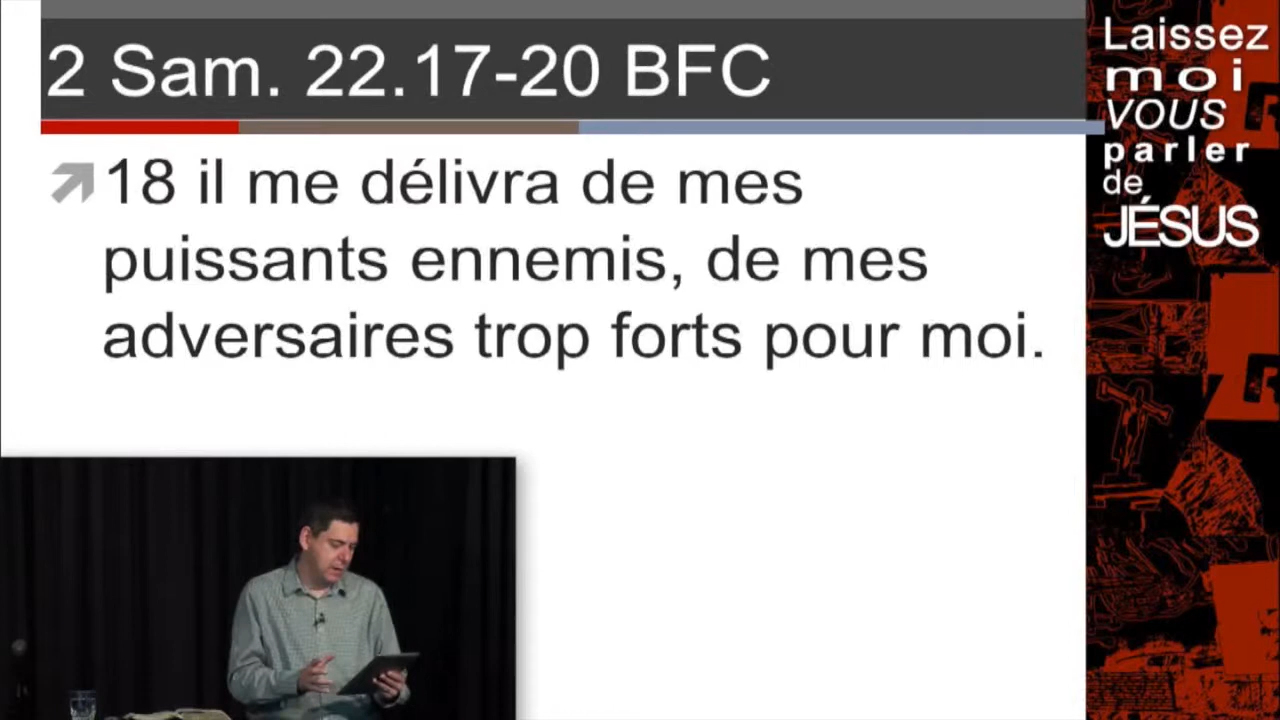 2 Sam. 22.17-20 BFC
18 il me délivra de mes
puissants ennemis, de mes
adversaires trop forts pour moi.
Laissez
moi
VOUS
parler
de
JÉSUS